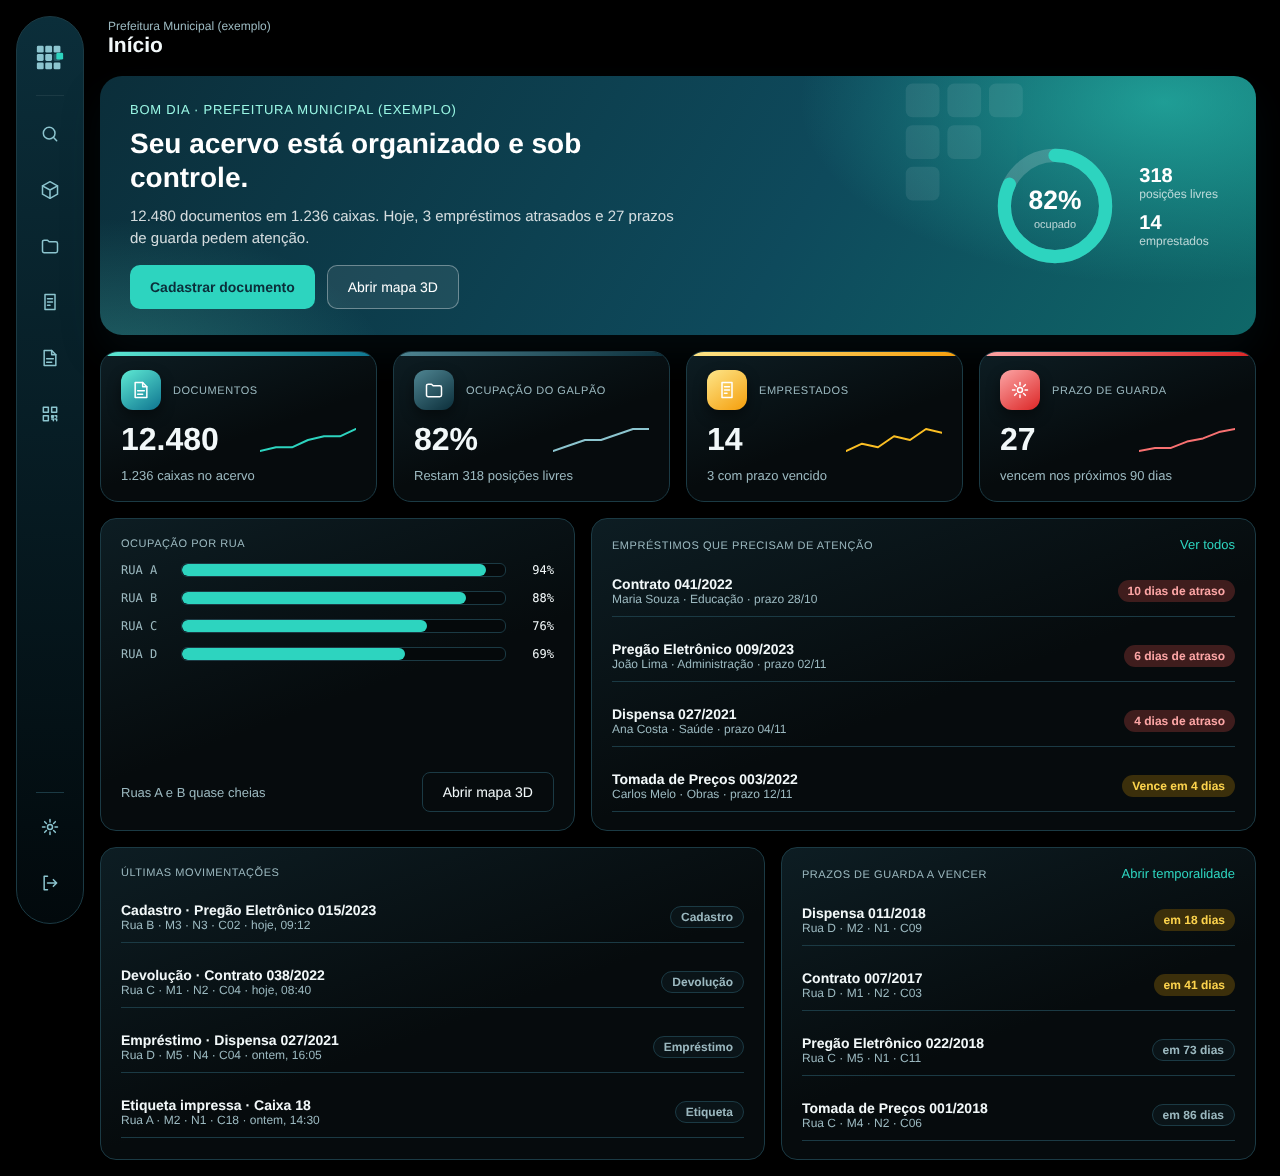 Prefeitura Municipal (exemplo)
Início
BOM DIA · PREFEITURA MUNICIPAL (EXEMPLO)
Seu acervo está organizado e sob
controle.
12.480 documentos em 1.236 caixas. Hoje, 3 empréstimos atrasados e 27 prazos
de guarda pedem atenção.
Cadastrar documento
Abrir mapa 3D
82%
ocupado
318
posições livres
14
emprestados
DOCUMENTOS
12.480
1.236 caixas no acervo
OCUPAÇÃO DO GALPÃO
82%
Restam 318 posições livres
EMPRESTADOS
14
3 com prazo vencido
PRAZO DE GUARDA
27
vencem nos próximos 90 dias
OCUPAÇÃO POR RUA
RUA A 94%
RUA B 88%
RUA C 76%
RUA D 69%
Ruas A e B quase cheias
Abrir mapa 3D
EMPRÉSTIMOS QUE PRECISAM DE ATENÇÃO
Ver todos
Contrato 041/2022
Maria Souza · Educação · prazo 28/10
10 dias de atraso
Pregão Eletrônico 009/2023
João Lima · Administração · prazo 02/11
6 dias de atraso
Dispensa 027/2021
Ana Costa · Saúde · prazo 04/11
4 dias de atraso
Tomada de Preços 003/2022
Carlos Melo · Obras · prazo 12/11
Vence em 4 dias
ÚLTIMAS MOVIMENTAÇÕES
Cadastro · Pregão Eletrônico 015/2023
Rua B · M3 · N3 · C02 · hoje, 09:12
Cadastro
Devolução · Contrato 038/2022
Rua C · M1 · N2 · C04 · hoje, 08:40
Devolução
Empréstimo · Dispensa 027/2021
Rua D · M5 · N4 · C04 · ontem, 16:05
Empréstimo
Etiqueta impressa · Caixa 18
Rua A · M2 · N1 · C18 · ontem, 14:30
Etiqueta
PRAZOS DE GUARDA A VENCER
Abrir temporalidade
Dispensa 011/2018
Rua D · M2 · N1 · C09
em 18 dias
Contrato 007/2017
Rua D · M1 · N2 · C03
em 41 dias
Pregão Eletrônico 022/2018
Rua C · M5 · N1 · C11
em 73 dias
Tomada de Preços 001/2018
Rua C · M4 · N2 · C06
em 86 dias